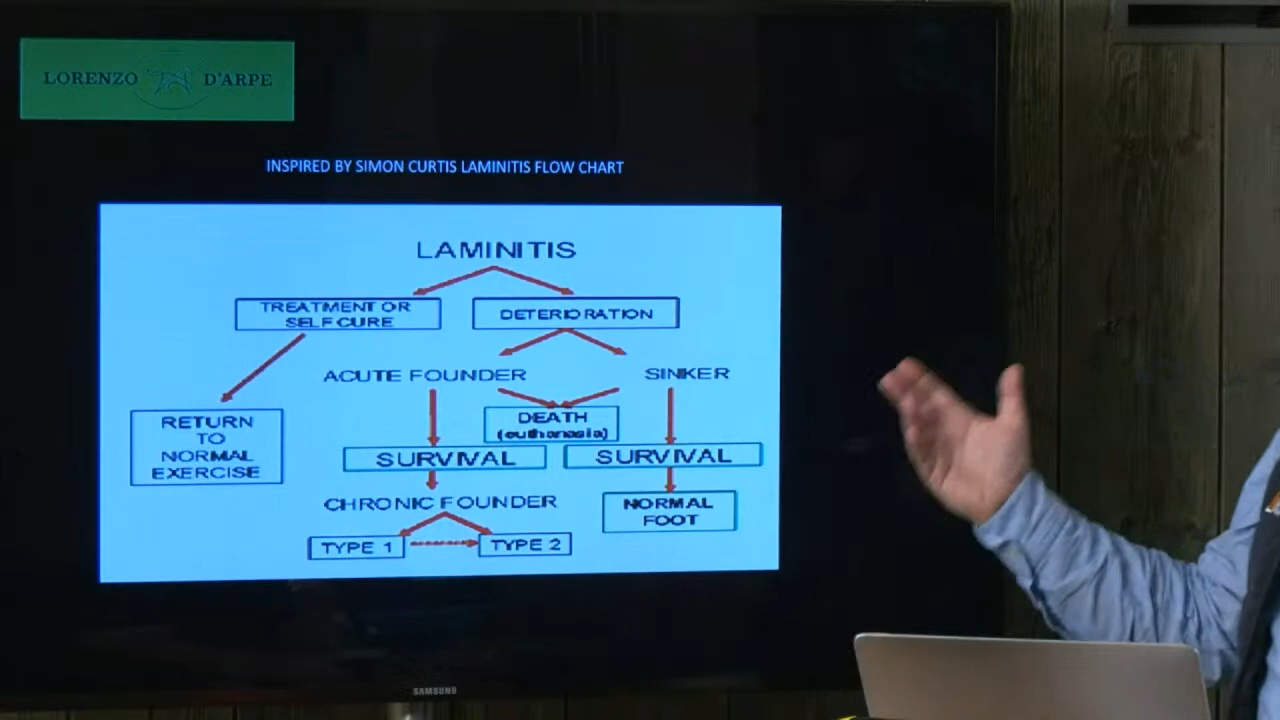 LORENZO D'ARPE
INSPIRED BY SIMON CURTIS LAMINITIS FLOW CHART
LAMINITIS
TREATMENT OR
SELF CURE
DETERIORATION
ACUTE FOUNDER
SINKER
DEATH
(euthanasia)
RETURN
TO
NORMAL
EXERCISE
SURVIVAL
SURVIVAL
CHRONIC FOUNDER
NORMAL
FOOT
TYPE 1
TYPE 2
SAMSUNG